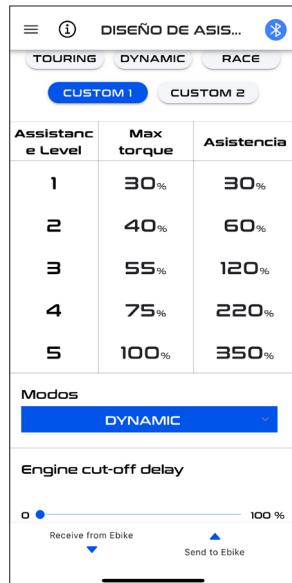 DISEÑO DE ASIS...
TOURING DYNAMIC RACE
CUSTOM 1 CUSTOM 2
Assistanc Max Asistencia
e Level torque
1 30% 30%
2 40% 60%
3 55% 120%
4 75% 220%
5 100% 350%
Modos
DYNAMIC
Engine cut-off delay
0 100 %
Receive from Ebike
Send to Ebike